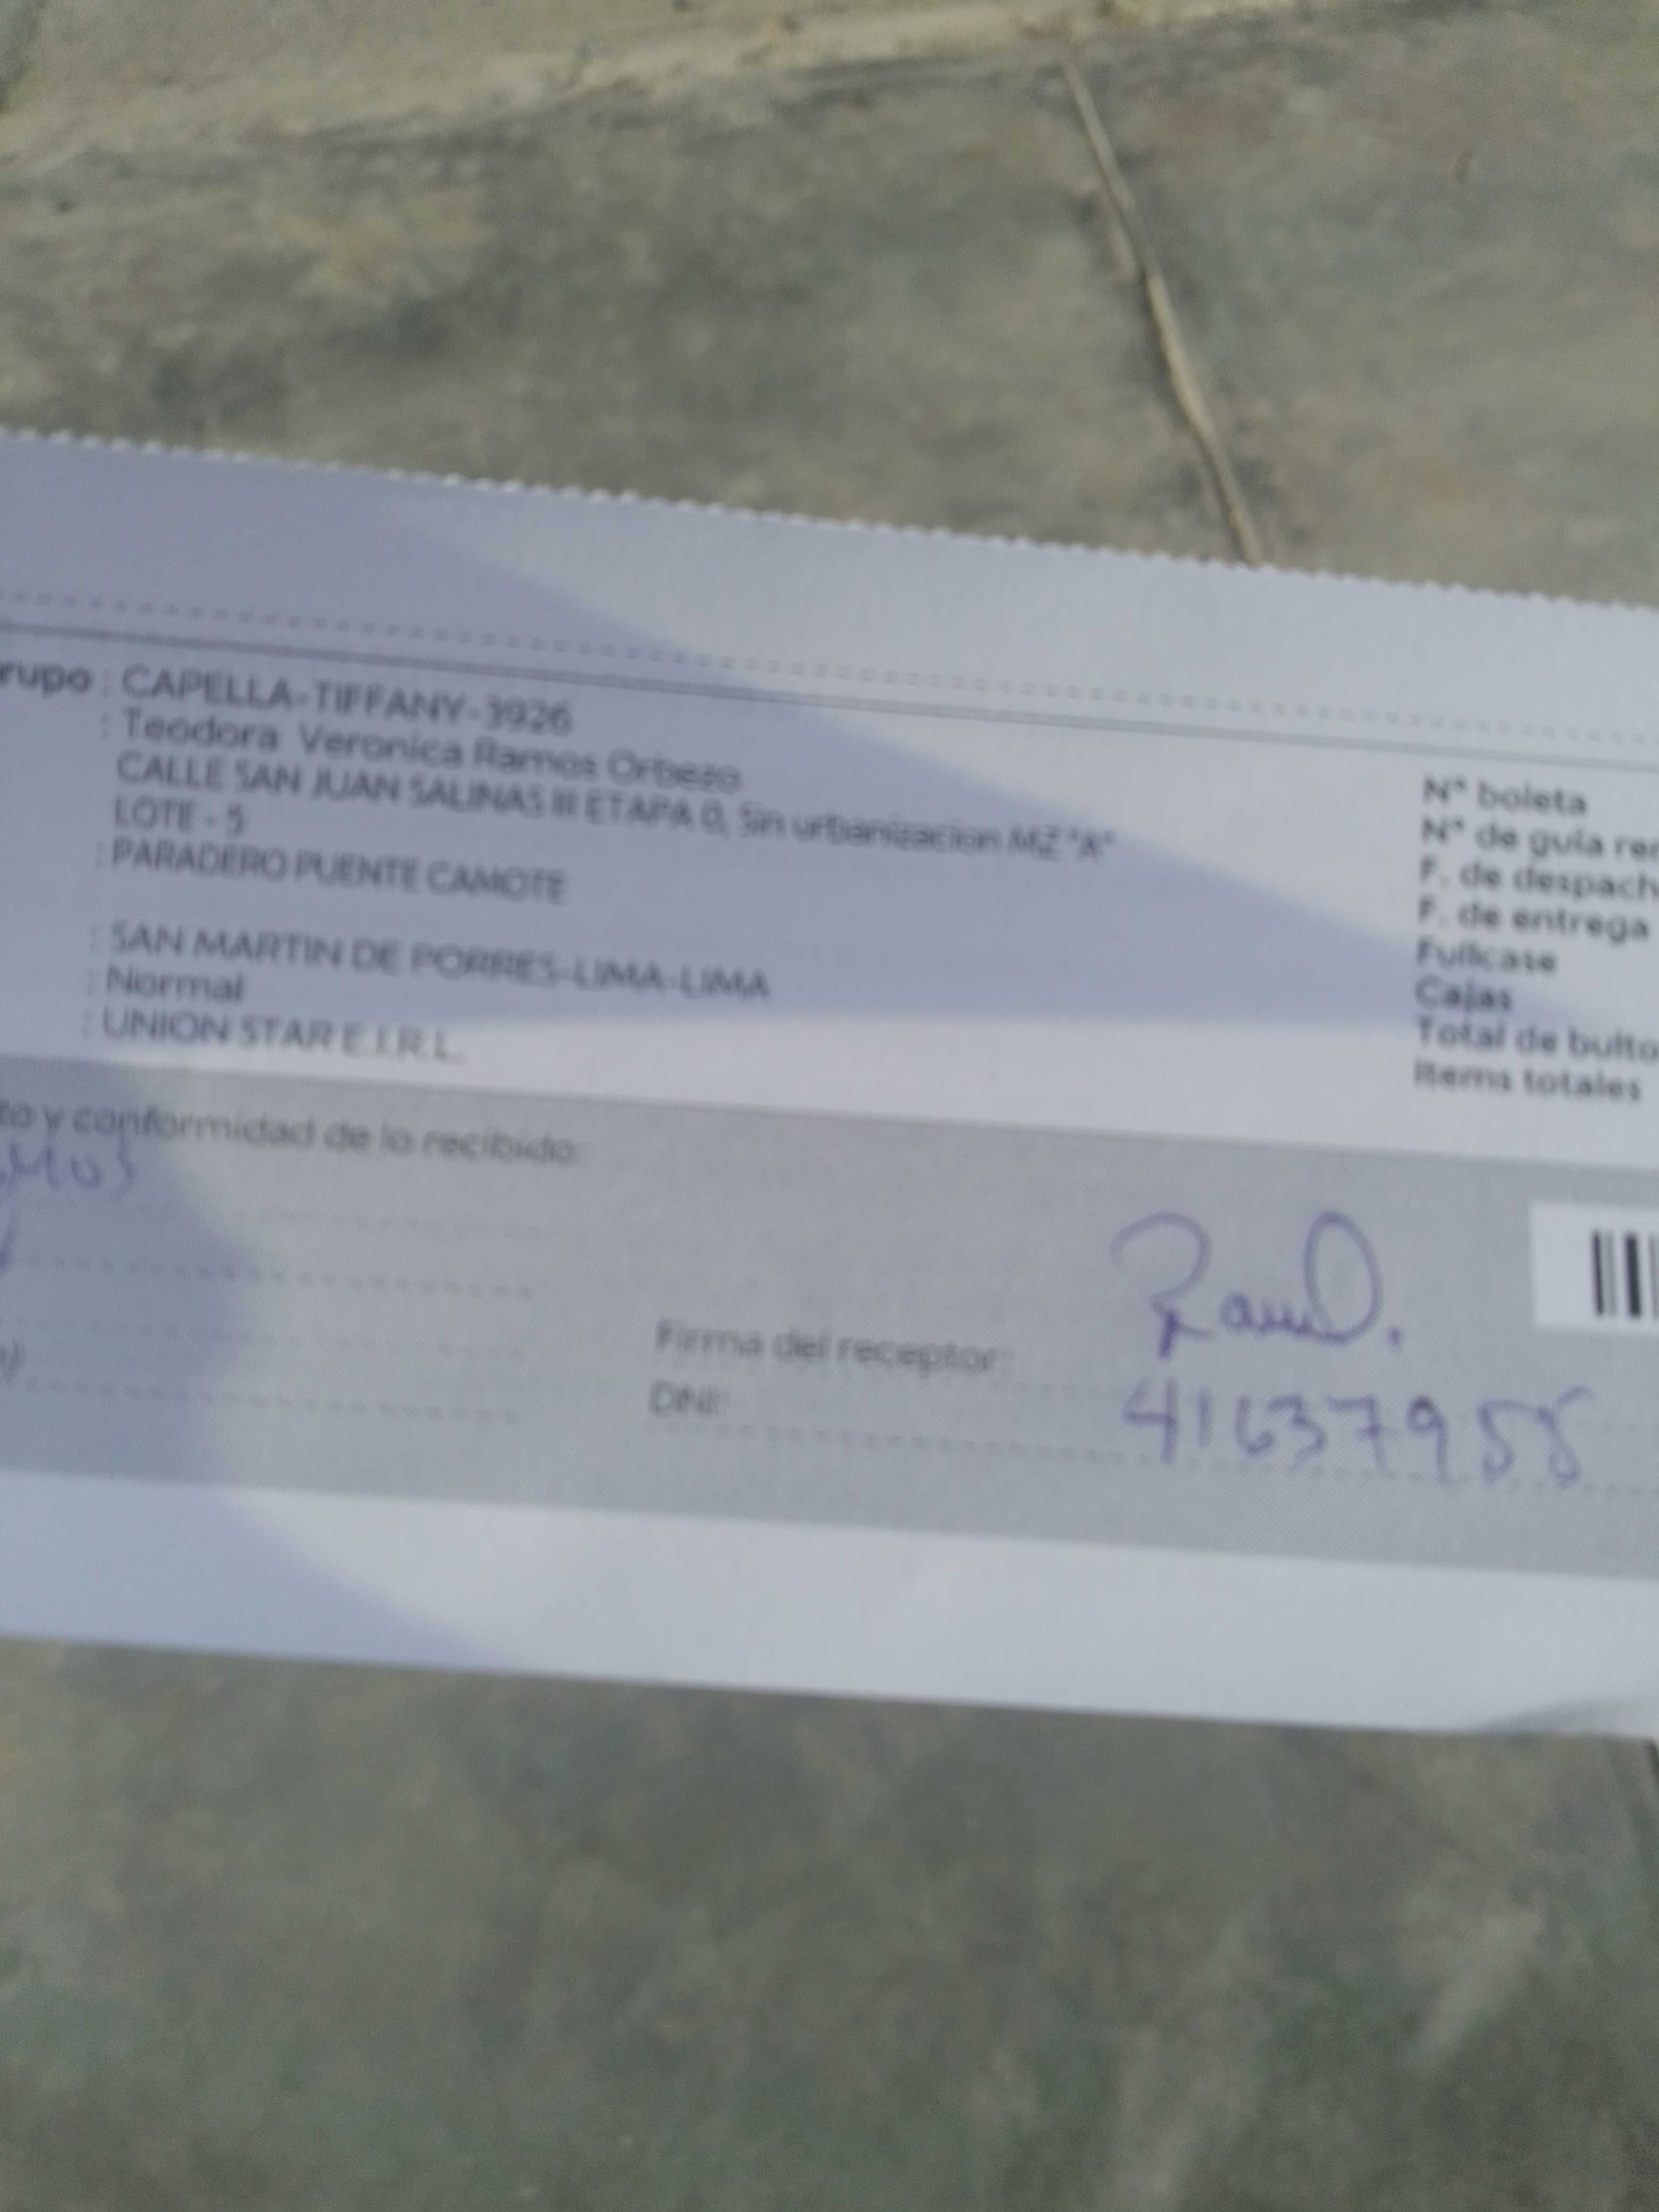 rupo : CAPELLA-TIFFANY-3926
: Teodora Veronica Ramos Orbezo
CALLE SAN JUAN SALINAS III ETAPA 0, Sin urbanizacion MZ "A"
LOTE - 5
: PARADERO PUENTE CAMOTE
: SAN MARTIN DE PORRES-LIMA-LIMA
: Normal
: UNION STAR E.I.R.L.
N° boleta
N° de guía rem
F. de despach
F. de entrega
Fullcase
Cajas
Total de bulto
Items totales
to y conformidad de lo recibido:
amos
Firma del receptor:
DNI:
41637955